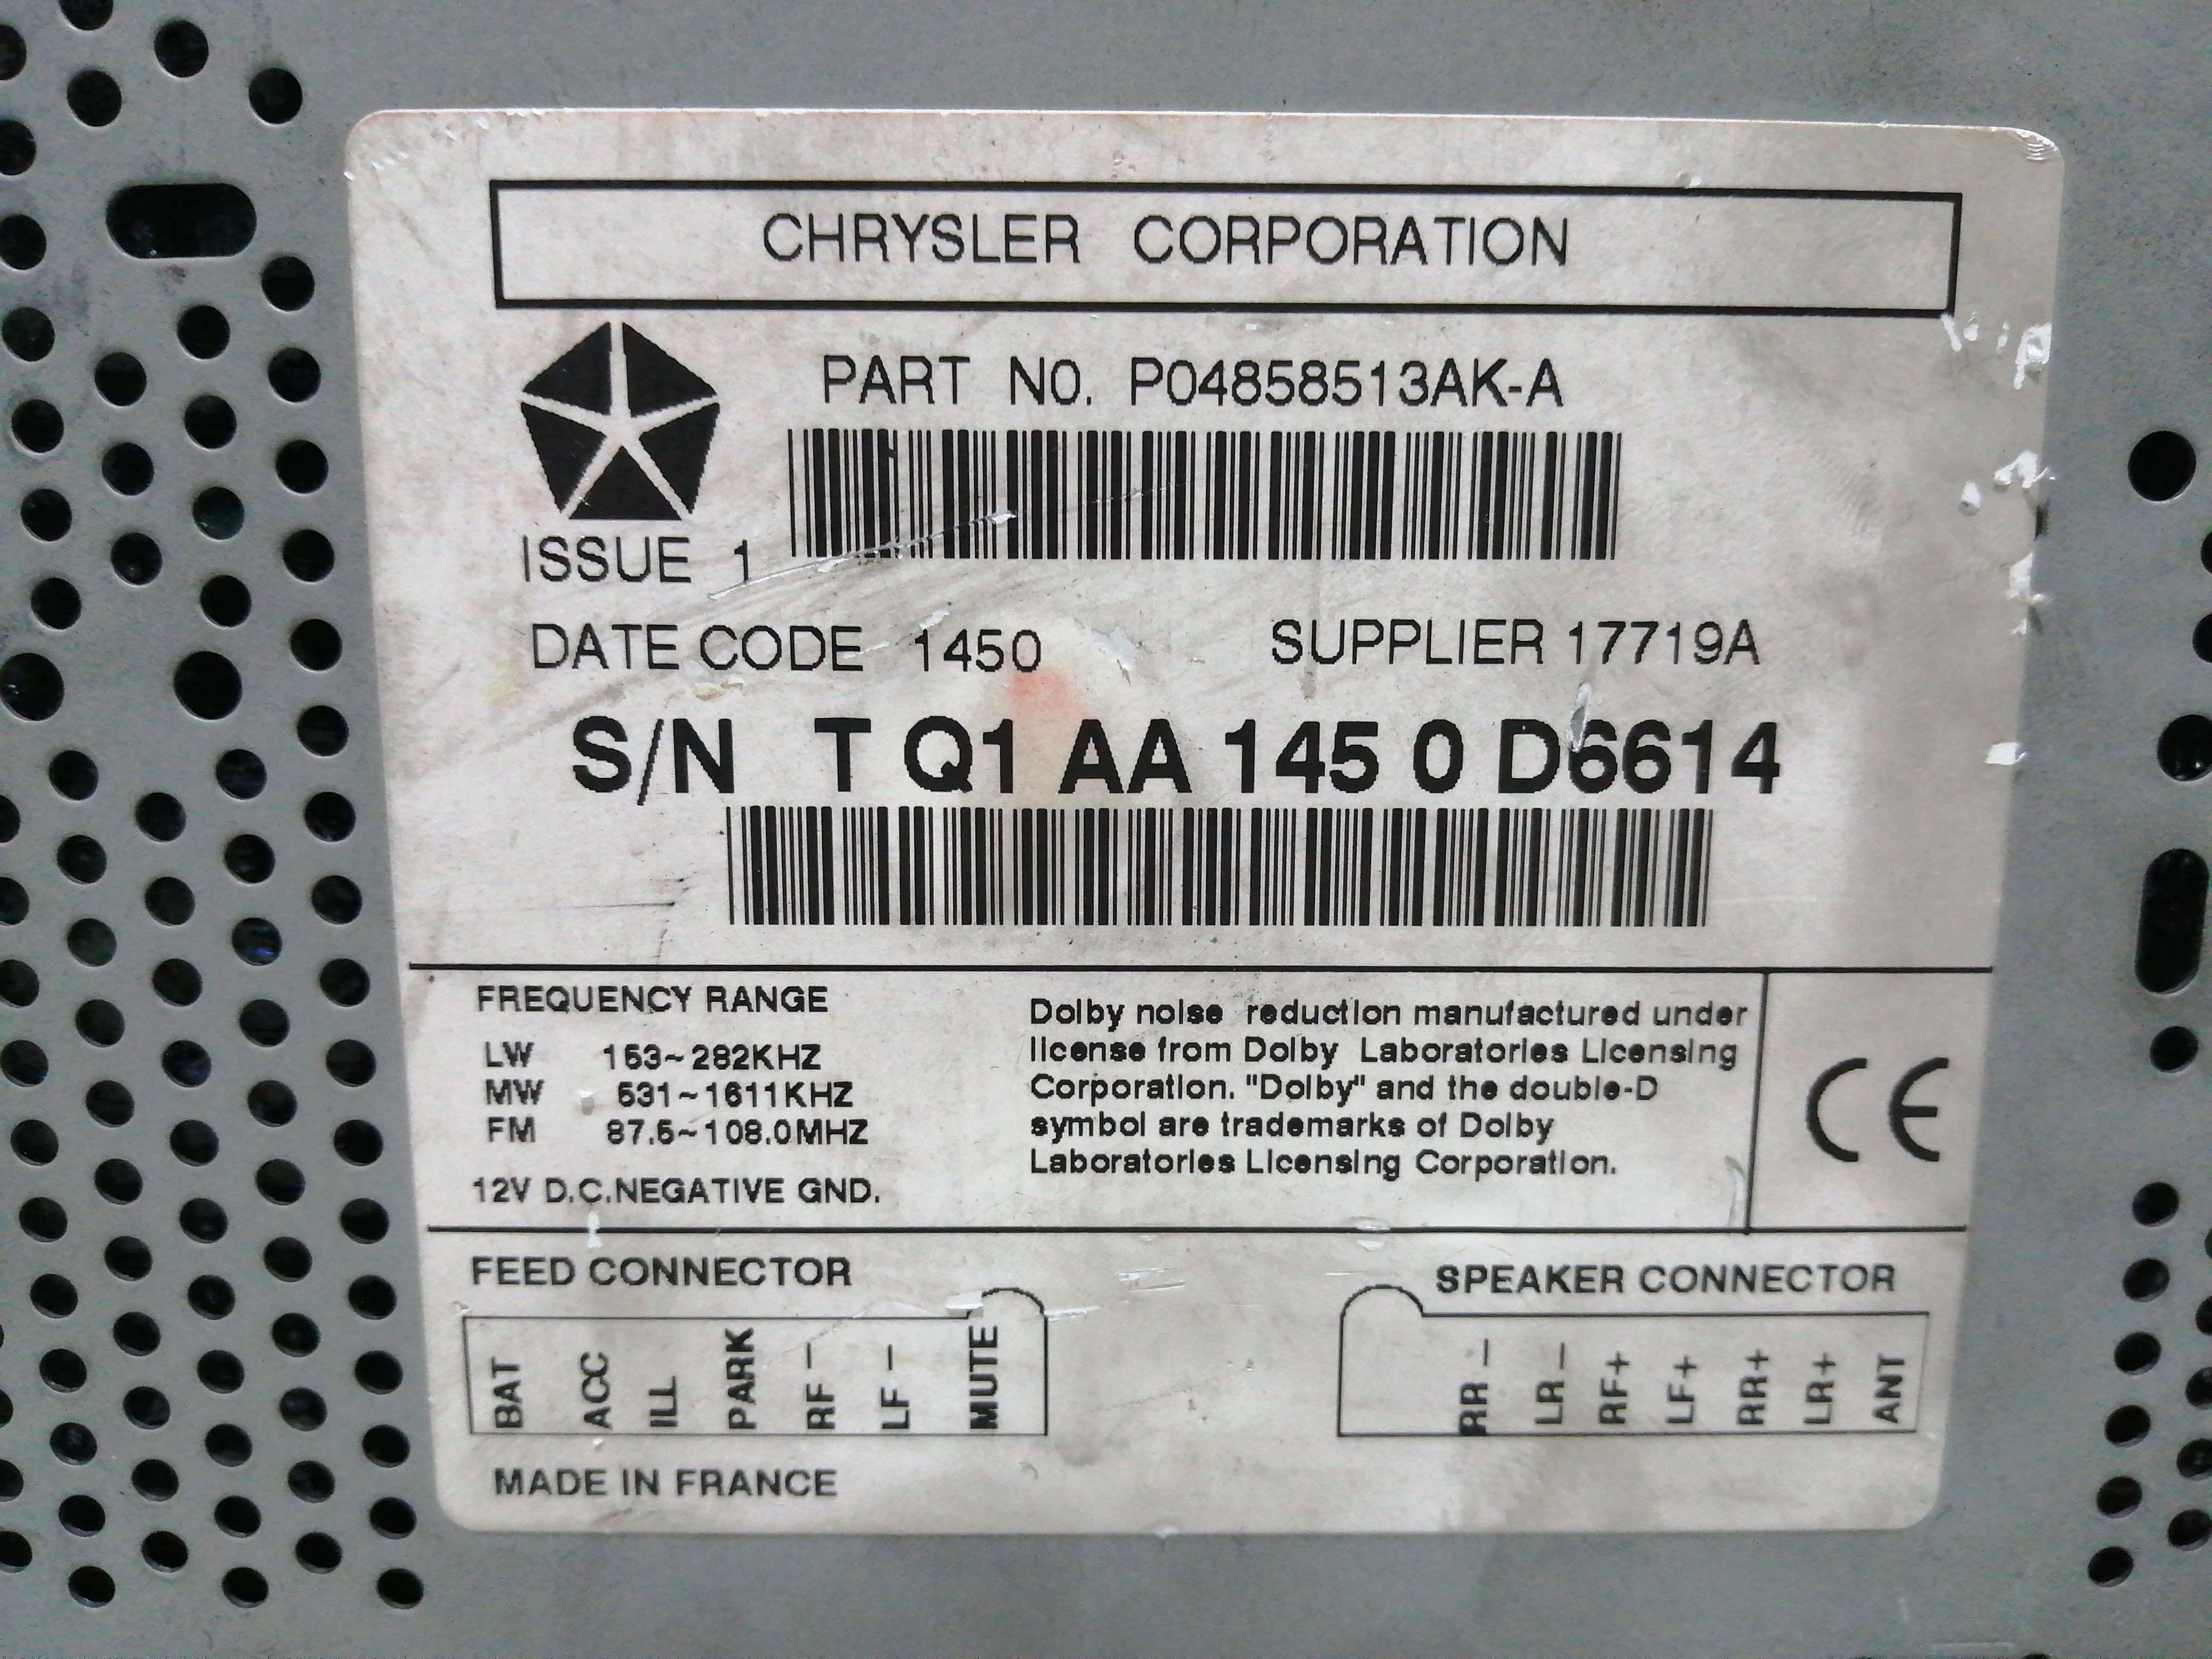 CHRYSLER CORPORATION
PART NO. P04858513AK-A
ISSUE 1
DATE CODE 1450 SUPPLIER 17719A
S/N T Q1 AA 145 0 D6614
FREQUENCY RANGE
LW 153~282KHZ
MW 531~1611KHZ
FM 87.5~108.0MHZ
12V D.C.NEGATIVE GND.
Dolby noise reduction manufactured under
license from Dolby Laboratories Licensing
Corporation. "Dolby" and the double-D
symbol are trademarks of Dolby
Laboratories Licensing Corporation.
CE
FEED CONNECTOR
BAT ACC ILL PARK RF- LF- MUTE
SPEAKER CONNECTOR
RR- LR- RF+ LF+ RR+ LR+ ANT
MADE IN FRANCE